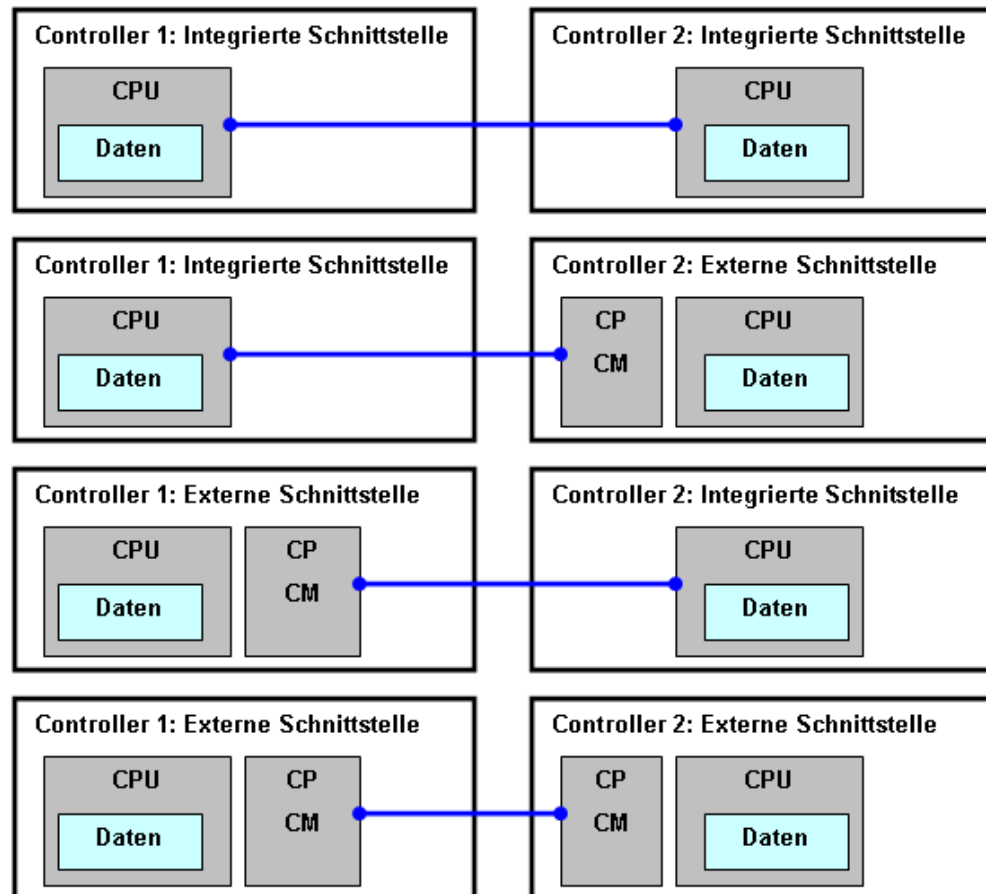 Controller 1: Integrierte Schnittstelle
CPU
Daten
Controller 2: Integrierte Schnittstelle
CPU
Daten
Controller 1: Integrierte Schnittstelle
CPU
Daten
Controller 2: Externe Schnittstelle
CP
CM
CPU
Daten
Controller 1: Externe Schnittstelle
CPU
Daten
CP
CM
Controller 2: Integrierte Schnitstelle
CPU
Daten
Controller 1: Externe Schnittstelle
CPU
Daten
CP
CM
Controller 2: Externe Schnittstelle
CP
CM
CPU
Daten